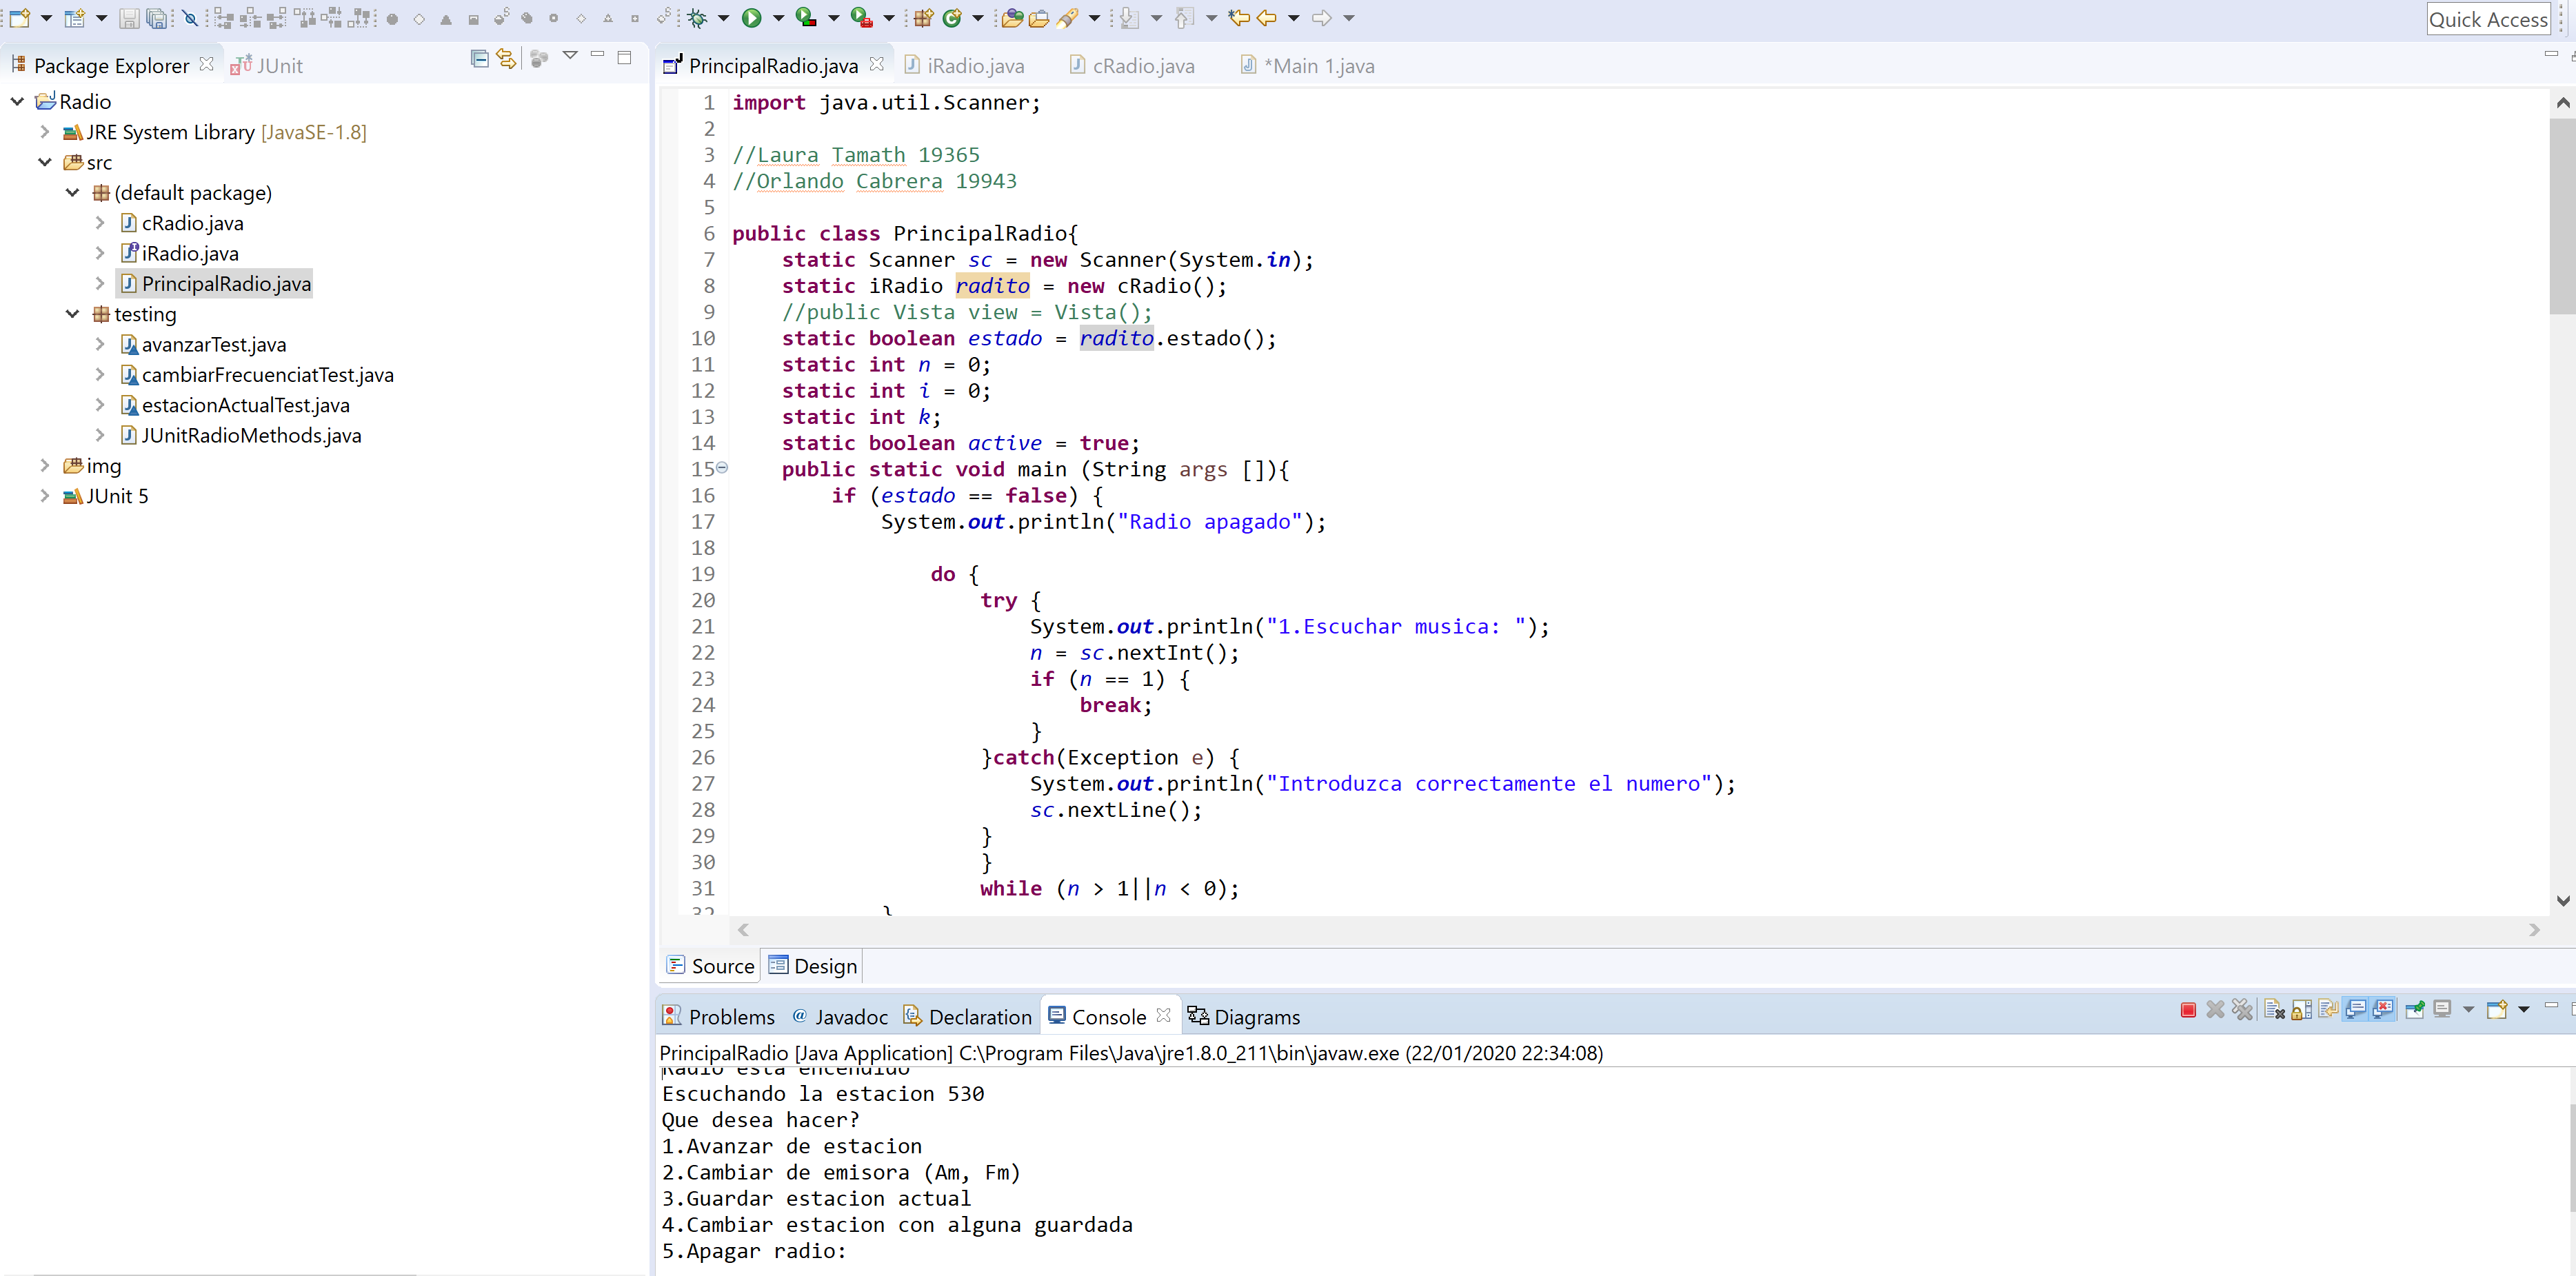 Quick Access
Package Explorer
JUnit
Radio
JRE System Library [JavaSE-1.8]
src
(default package)
cRadio.java
iRadio.java
PrincipalRadio.java
testing
avanzarTest.java
cambiarFrecuenciatTest.java
estacionActualTest.java
JUnitRadioMethods.java
img
JUnit 5
PrincipalRadio.java
iRadio.java
cRadio.java
*Main 1.java
1 import java.util.Scanner;
2
3 //Laura Tamath 19365
4 //Orlando Cabrera 19943
5
6 public class PrincipalRadio{
7 static Scanner sc = new Scanner(System.in);
8 static iRadio radito = new cRadio();
9 //public Vista view = Vista();
10 static boolean estado = radito.estado();
11 static int n = 0;
12 static int i = 0;
13 static int k;
14 static boolean active = true;
15 public static void main (String args []){
16 if (estado == false) {
17 System.out.println("Radio apagado");
18
19 do {
20 try {
21 System.out.println("1.Escuchar musica: ");
22 n = sc.nextInt();
23 if (n == 1) {
24 break;
25 }
26 }catch(Exception e) {
27 System.out.println("Introduzca correctamente el numero");
28 sc.nextLine();
29 }
30 }
31 while (n > 1||n < 0);
32 }
Source
Design
Problems
@ Javadoc
Declaration
Console
Diagrams
PrincipalRadio [Java Application] C:\Program Files\Java\jre1.8.0_211\bin\javaw.exe (22/01/2020 22:34:08)
Radio esta encendido
Escuchando la estacion 530
Que desea hacer?
1.Avanzar de estacion
2.Cambiar de emisora (Am, Fm)
3.Guardar estacion actual
4.Cambiar estacion con alguna guardada
5.Apagar radio: